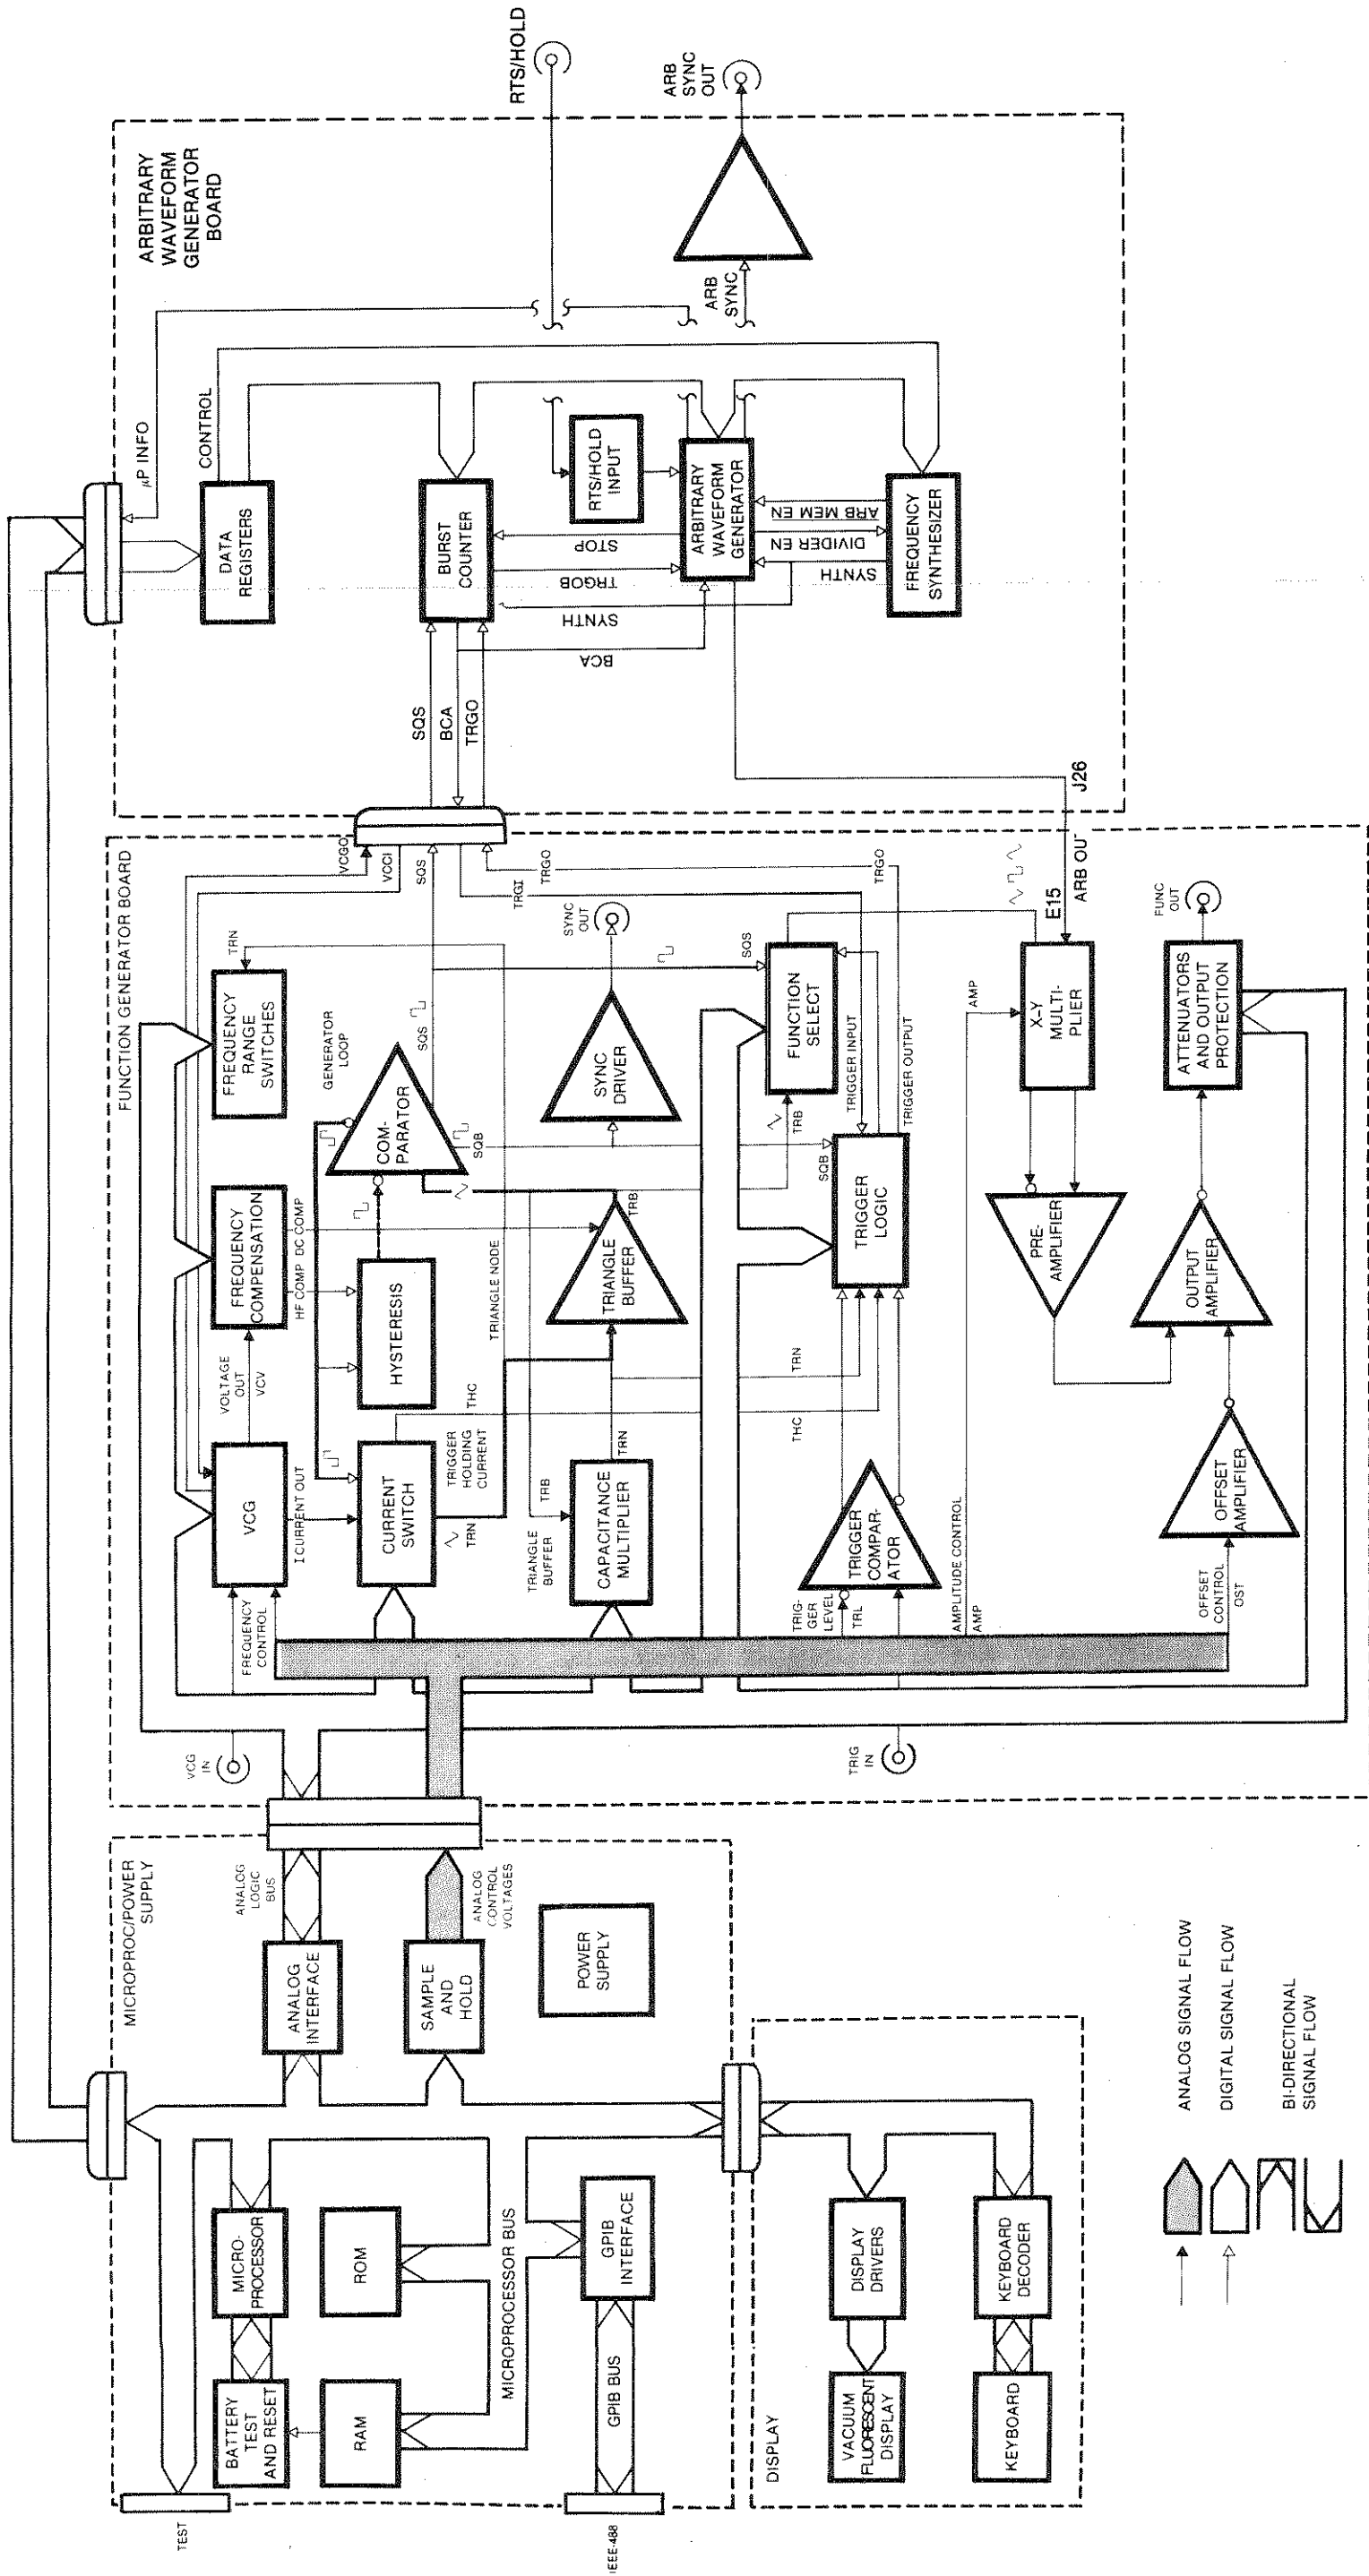 ARBITRARY
WAVEFORM
GENERATOR
BOARD
RTS/HOLD
ARB
SYNC
OUT
ARB
SYNC
µP INFO
CONTROL
DATA
REGISTERS
BURST
COUNTER
RTS/HOLD
INPUT
ARBITRARY
WAVEFORM
GENERATOR
FREQUENCY
SYNTHESIZER
STOP
TRGOB
SYNTH
BCA
ARB MEM EN
DIVIDER EN
SYNTH
SQS
BCA
TRGO
J26
FUNCTION GENERATOR BOARD
VCGO
VCCI
SQS
TRGI
TRGO
TRN
FREQUENCY
RANGE
SWITCHES
GENERATOR
LOOP
COM-
PARATOR
SQS
SQB
SYNC
OUT
SYNC
DRIVER
SQS
FUNCTION
SELECT
TRB
TRIGGER INPUT
TRIGGER OUTPUT
TRGO
SQB
TRIGGER
LOGIC
E15
ARB OUT
AMP
X-Y
MULTI-
PLIER
FUNC
OUT
ATTENUATORS
AND OUTPUT
PROTECTION
PRE-
AMPLIFIER
OUTPUT
AMPLIFIER
OFFSET
AMPLIFIER
FREQUENCY
COMPENSATION
HF COMP
DC COMP
HYSTERESIS
TRIANGLE NODE
TRB
TRIANGLE
BUFFER
VOLTAGE
OUT
VCV
VCG
I CURRENT OUT
CURRENT
SWITCH
THC
TRIGGER
HOLDING
CURRENT
TRN
TRB
TRIANGLE
BUFFER
CAPACITANCE
MULTIPLIER
TRN
TRN
THC
TRIGGER
COMPAR-
ATOR
TRIG-
GER
LEVEL
TRL
AMPLITUDE CONTROL
AMP
OFFSET
CONTROL
OST
FREQUENCY
CONTROL
VCG
IN
TRIG
IN
MICROPROC/POWER
SUPPLY
ANALOG
LOGIC
BUS
ANALOG
CONTROL
VOLTAGES
ANALOG
INTERFACE
SAMPLE
AND
HOLD
POWER
SUPPLY
MICRO-
PROCESSOR
ROM
BATTERY
TEST
AND RESET
RAM
MICROPROCESSOR BUS
GPIB
INTERFACE
GPIB BUS
TEST
IEEE-488
DISPLAY
DISPLAY
DRIVERS
VACUUM
FLUORESCENT
DISPLAY
KEYBOARD
DECODER
KEYBOARD
ANALOG SIGNAL FLOW
DIGITAL SIGNAL FLOW
BI-DIRECTIONAL
SIGNAL FLOW